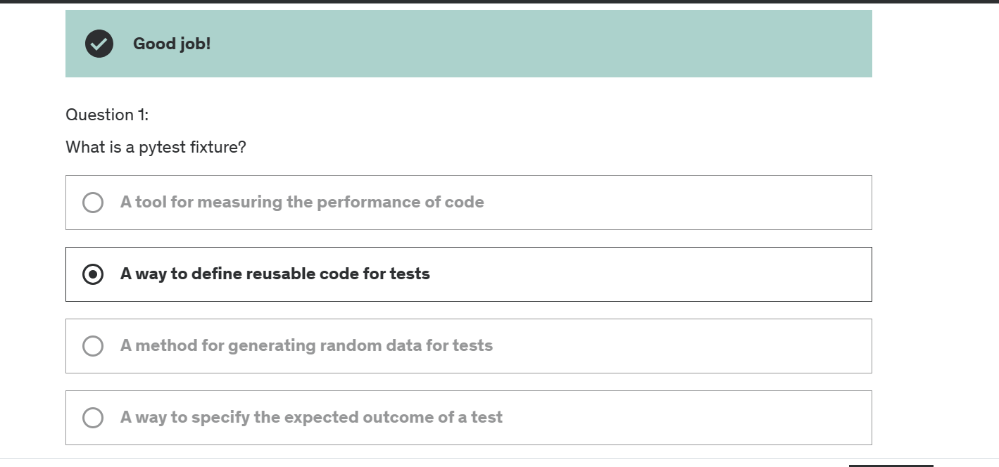 Good job!
Question 1:
What is a pytest fixture?
A tool for measuring the performance of code
A way to define reusable code for tests
A method for generating random data for tests
A way to specify the expected outcome of a test